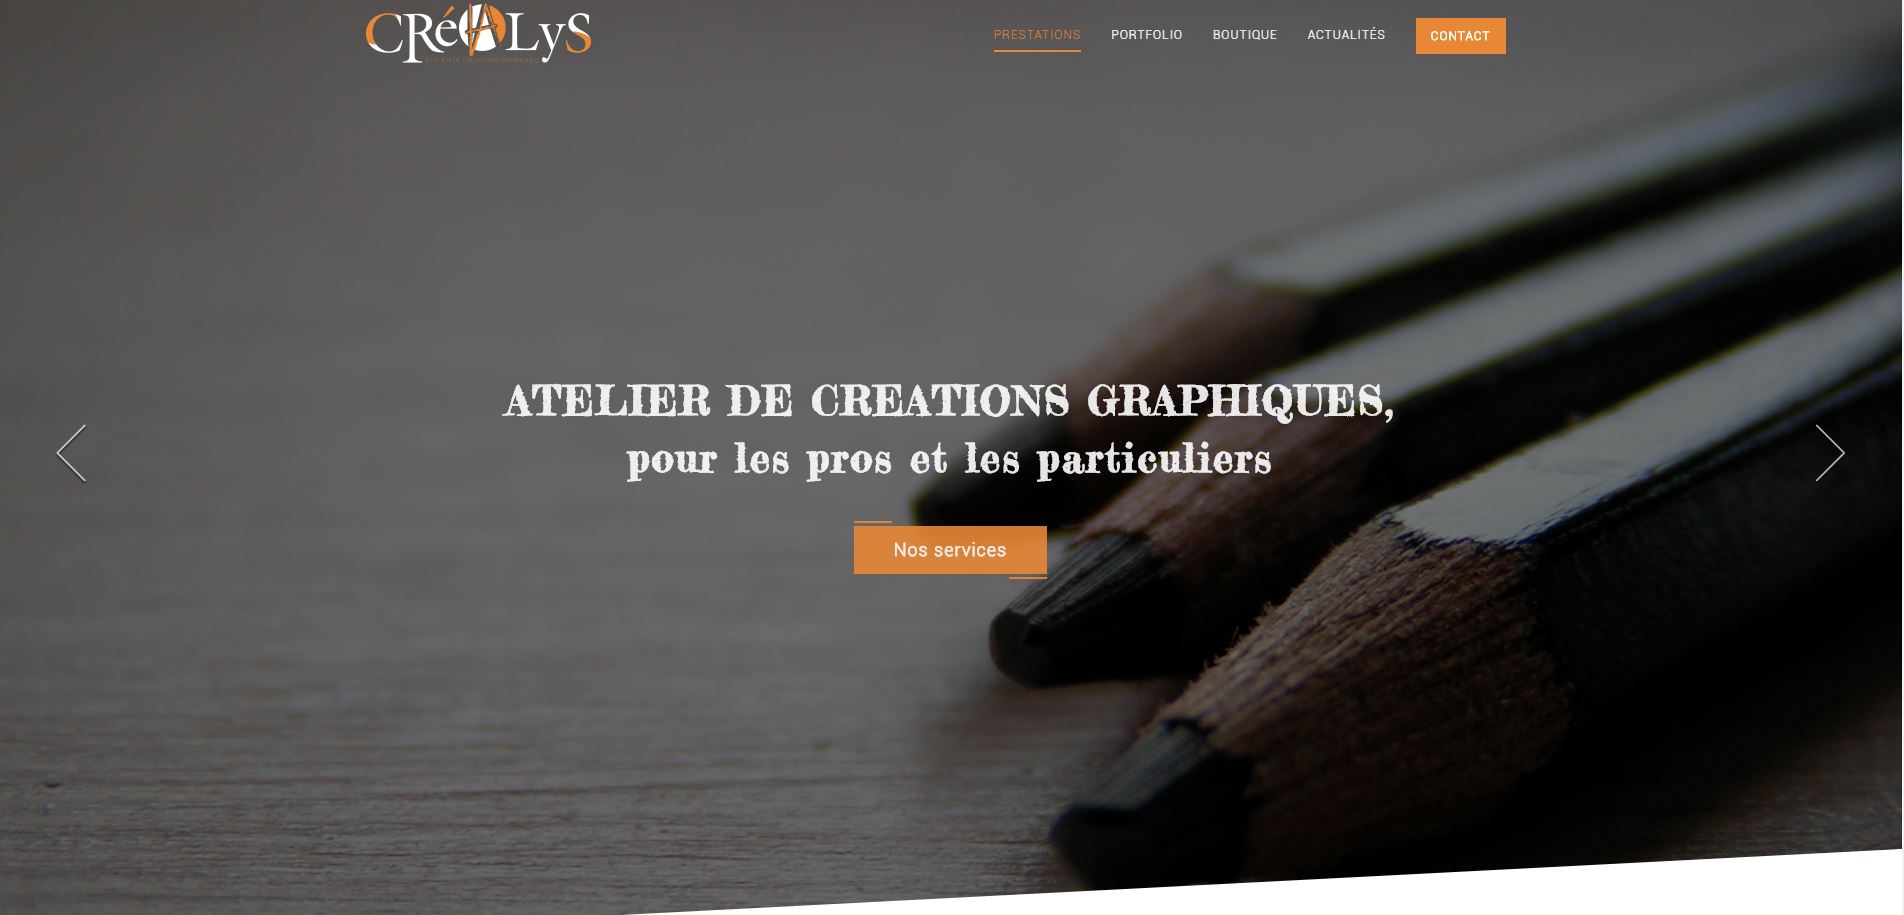 CRéALyS
ATELIER DE CREATIONS GRAPHIQUES
PRESTATIONS
PORTFOLIO
BOUTIQUE
ACTUALITÉS
CONTACT
ATELIER DE CREATIONS GRAPHIQUES,
pour les pros et les particuliers
Nos services